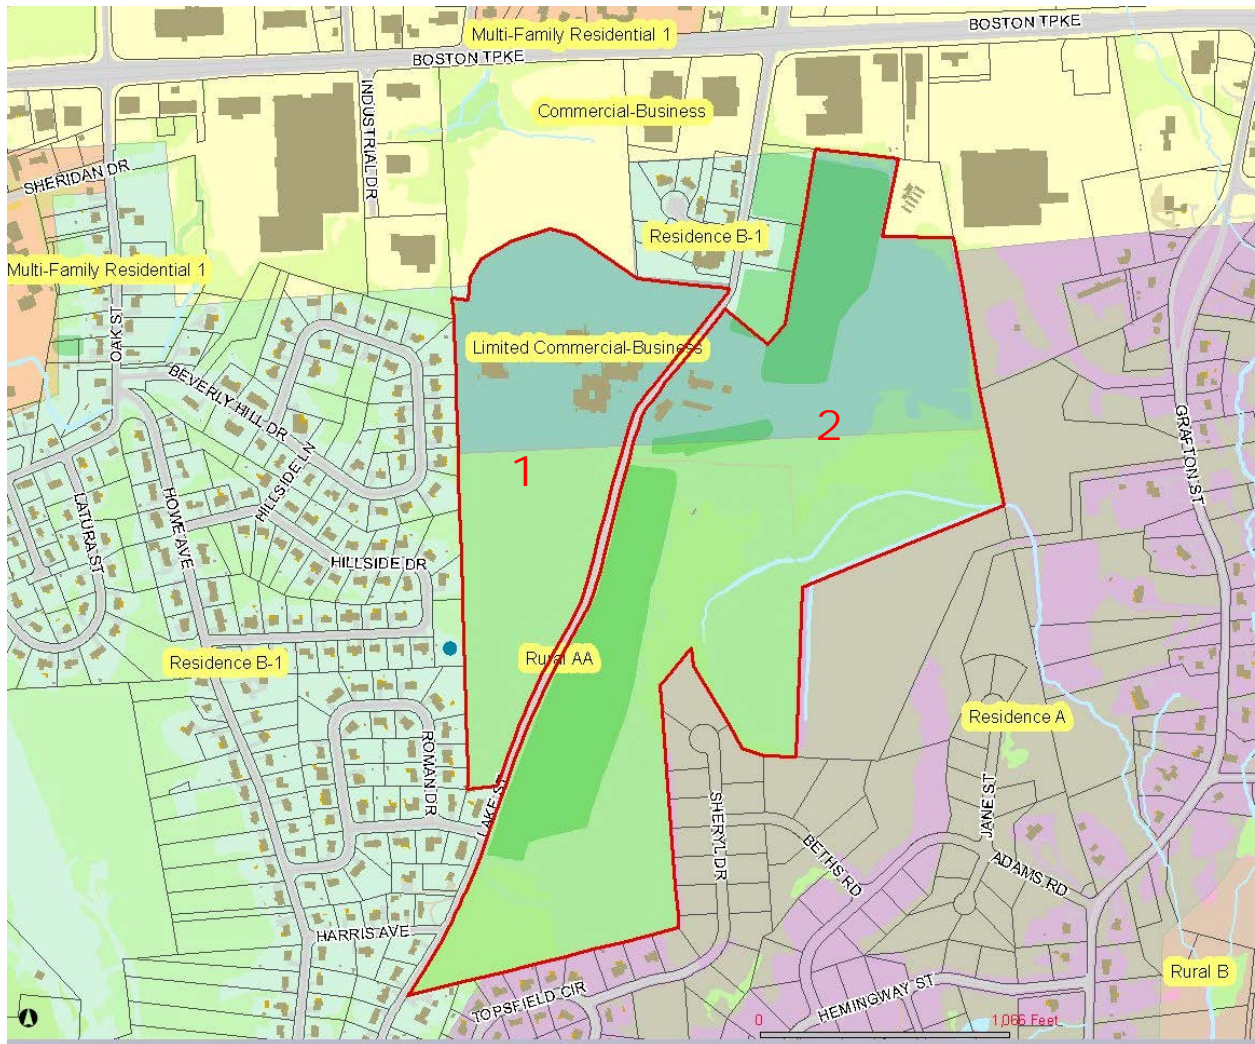 BOSTON TPKE
Multi-Family Residential 1
BOSTON TPKE
INDUSTRIAL DR
Commercial-Business
SHERIDAN DR
Residence B-1
Multi-Family Residential 1
OAK ST
Limited Commercial-Business
BEVERLY HILL DR
GRAFTON ST
2
1
HILLSIDE LN
LATURA ST
HOWE AVE
HILLSIDE DR
Residence B-1
Rural AA
Residence A
ROMAN DR
LAKE ST
SHERYL DR
JANE ST
BETHS RD
ADAMS RD
HARRIS AVE
Rural B
TOPSFIELD CIR
HEMINGWAY ST
0
1,066 Feet